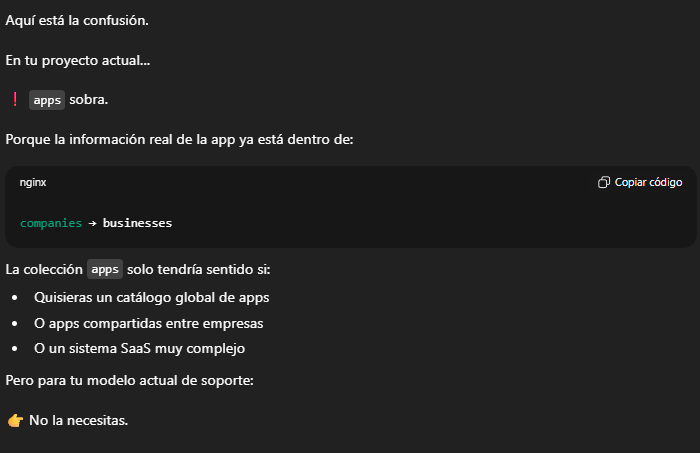 Aquí está la confusión.
En tu proyecto actual...
❗ apps sobra.
Porque la información real de la app ya está dentro de:
nginx
Copiar código
companies → businesses
La colección apps solo tendría sentido si:
• Quisieras un catálogo global de apps
• O apps compartidas entre empresas
• O un sistema SaaS muy complejo
Pero para tu modelo actual de soporte:
👉 No la necesitas.